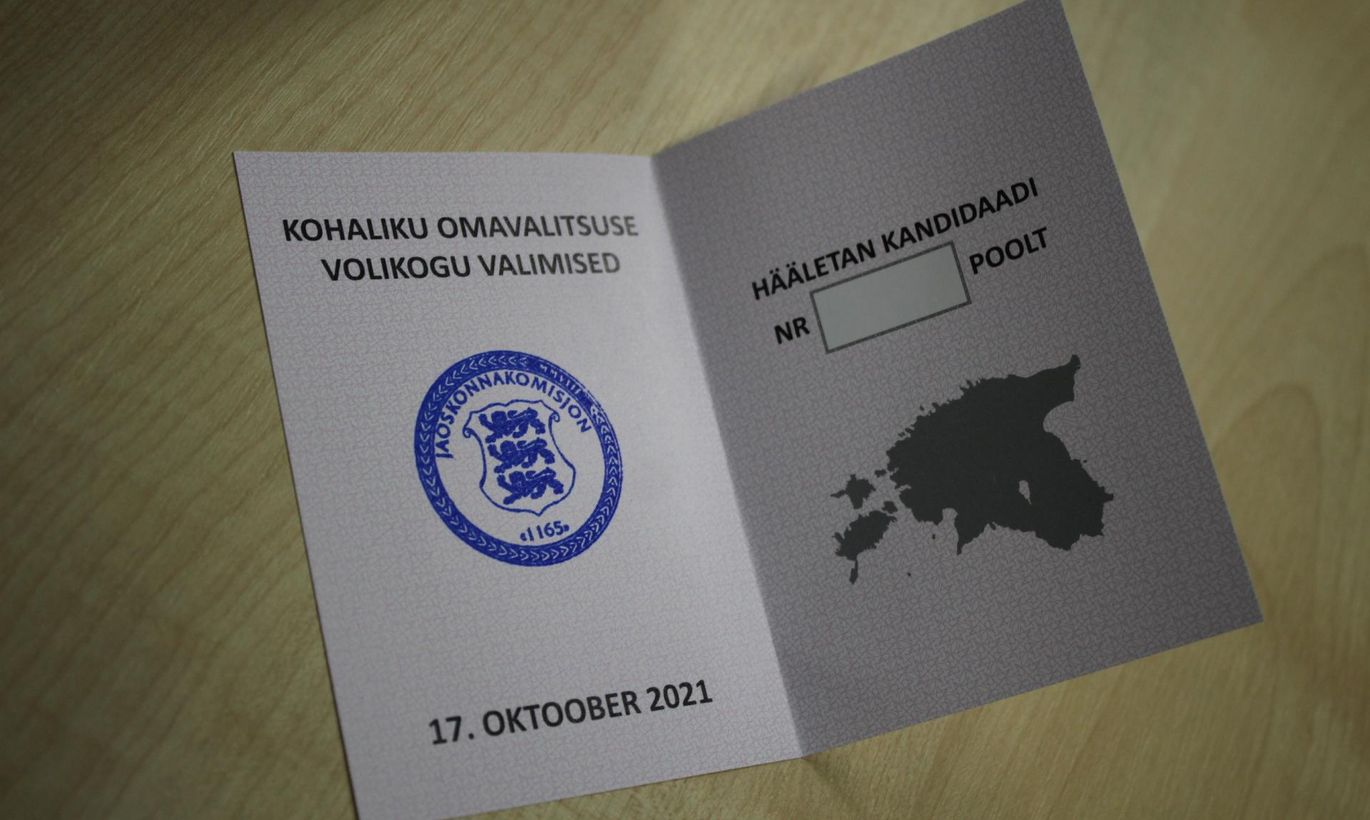 KOHALIKU OMAVALITSUSE
VOLIKOGU VALIMISED
JAOSKONNAKOMISJON
«1165»
17. OKTOOBER 2021
HÄÄLETAN KANDIDAADI
NR POOLT